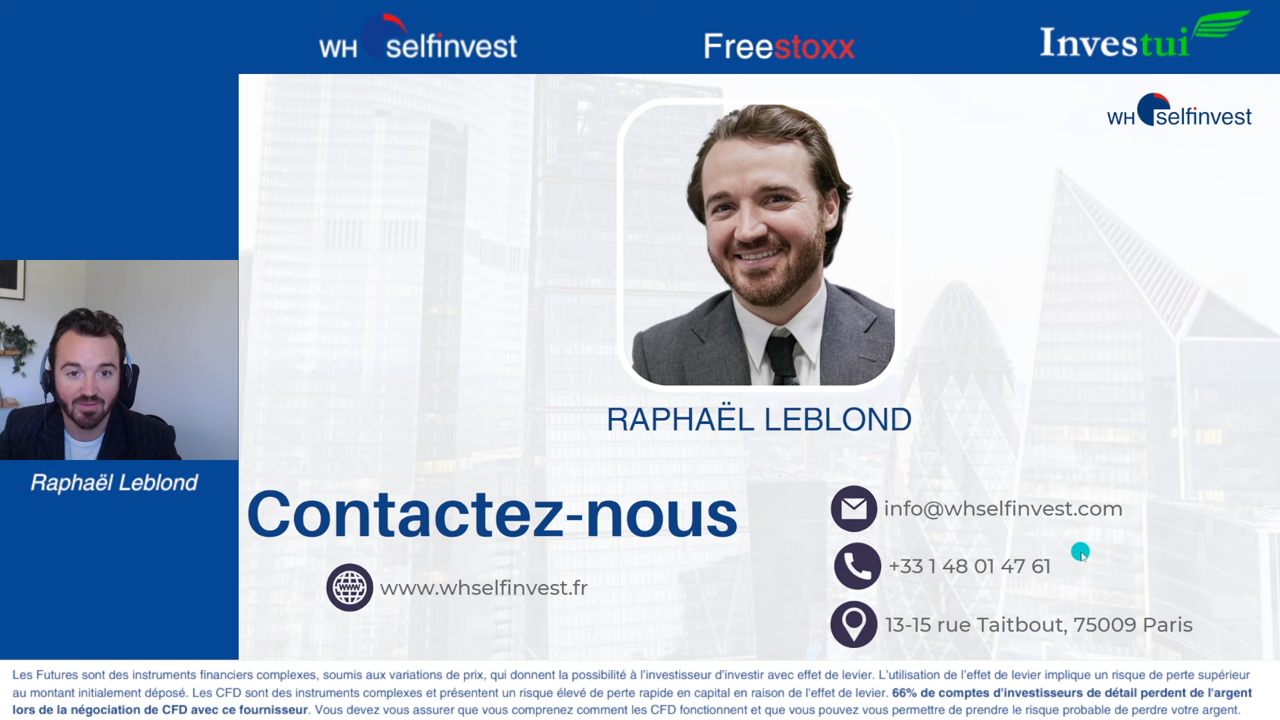 WH selfinvest
Freestoxx
Investui
WH selfinvest
RAPHAËL LEBLOND
Raphaël Leblond
Contactez-nous
www.whselfinvest.fr
info@whselfinvest.com
+33 1 48 01 47 61
13-15 rue Taitbout, 75009 Paris
Les Futures sont des instruments financiers complexes, soumis aux variations de prix, qui donnent la possibilité à l'investisseur d'investir avec effet de levier. L'utilisation de l'effet de levier implique un risque de perte supérieur
au montant initialement déposé. Les CFD sont des instruments complexes et présentent un risque élevé de perte rapide en capital en raison de l'effet de levier. 66% de comptes d'investisseurs de détail perdent de l'argent
lors de la négociation de CFD avec ce fournisseur. Vous devez vous assurer que vous comprenez comment les CFD fonctionnent et que vous pouvez vous permettre de prendre le risque probable de perdre votre argent.